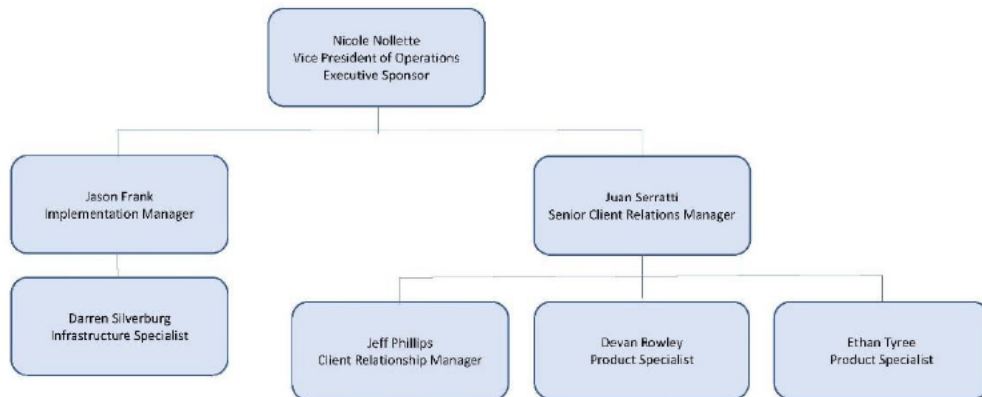 Nicole Nollette
Vice President of Operations
Executive Sponsor
Jason Frank
Implementation Manager
Juan Serratti
Senior Client Relations Manager
Darren Silverburg
Infrastructure Specialist
Jeff Phillips
Client Relationship Manager
Devan Rowley
Product Specialist
Ethan Tyree
Product Specialist